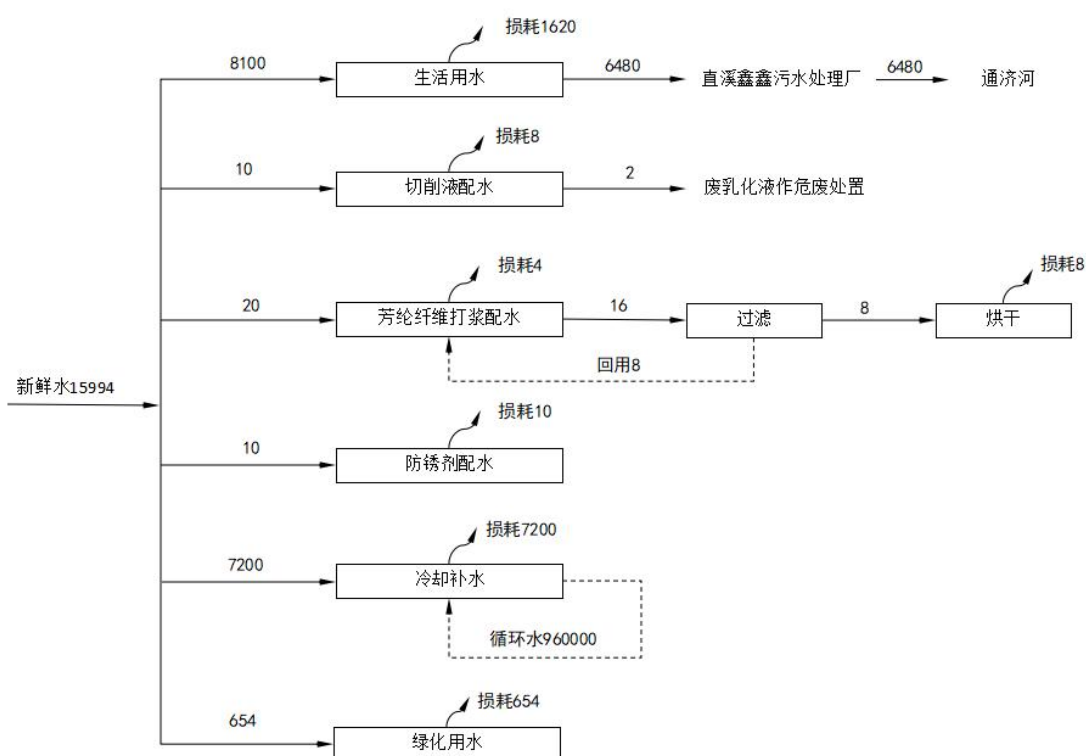 损耗1620
8100
生活用水
6480
直溪鑫鑫污水处理厂
6480
通济河
损耗8
10
切削液配水
2
废乳化液作危废处置
损耗4
损耗8
20
芳纶纤维打浆配水
16
过滤
8
烘干
回用8
新鲜水15994
损耗10
10
防锈剂配水
损耗7200
7200
冷却补水
循环水960000
损耗654
654
绿化用水